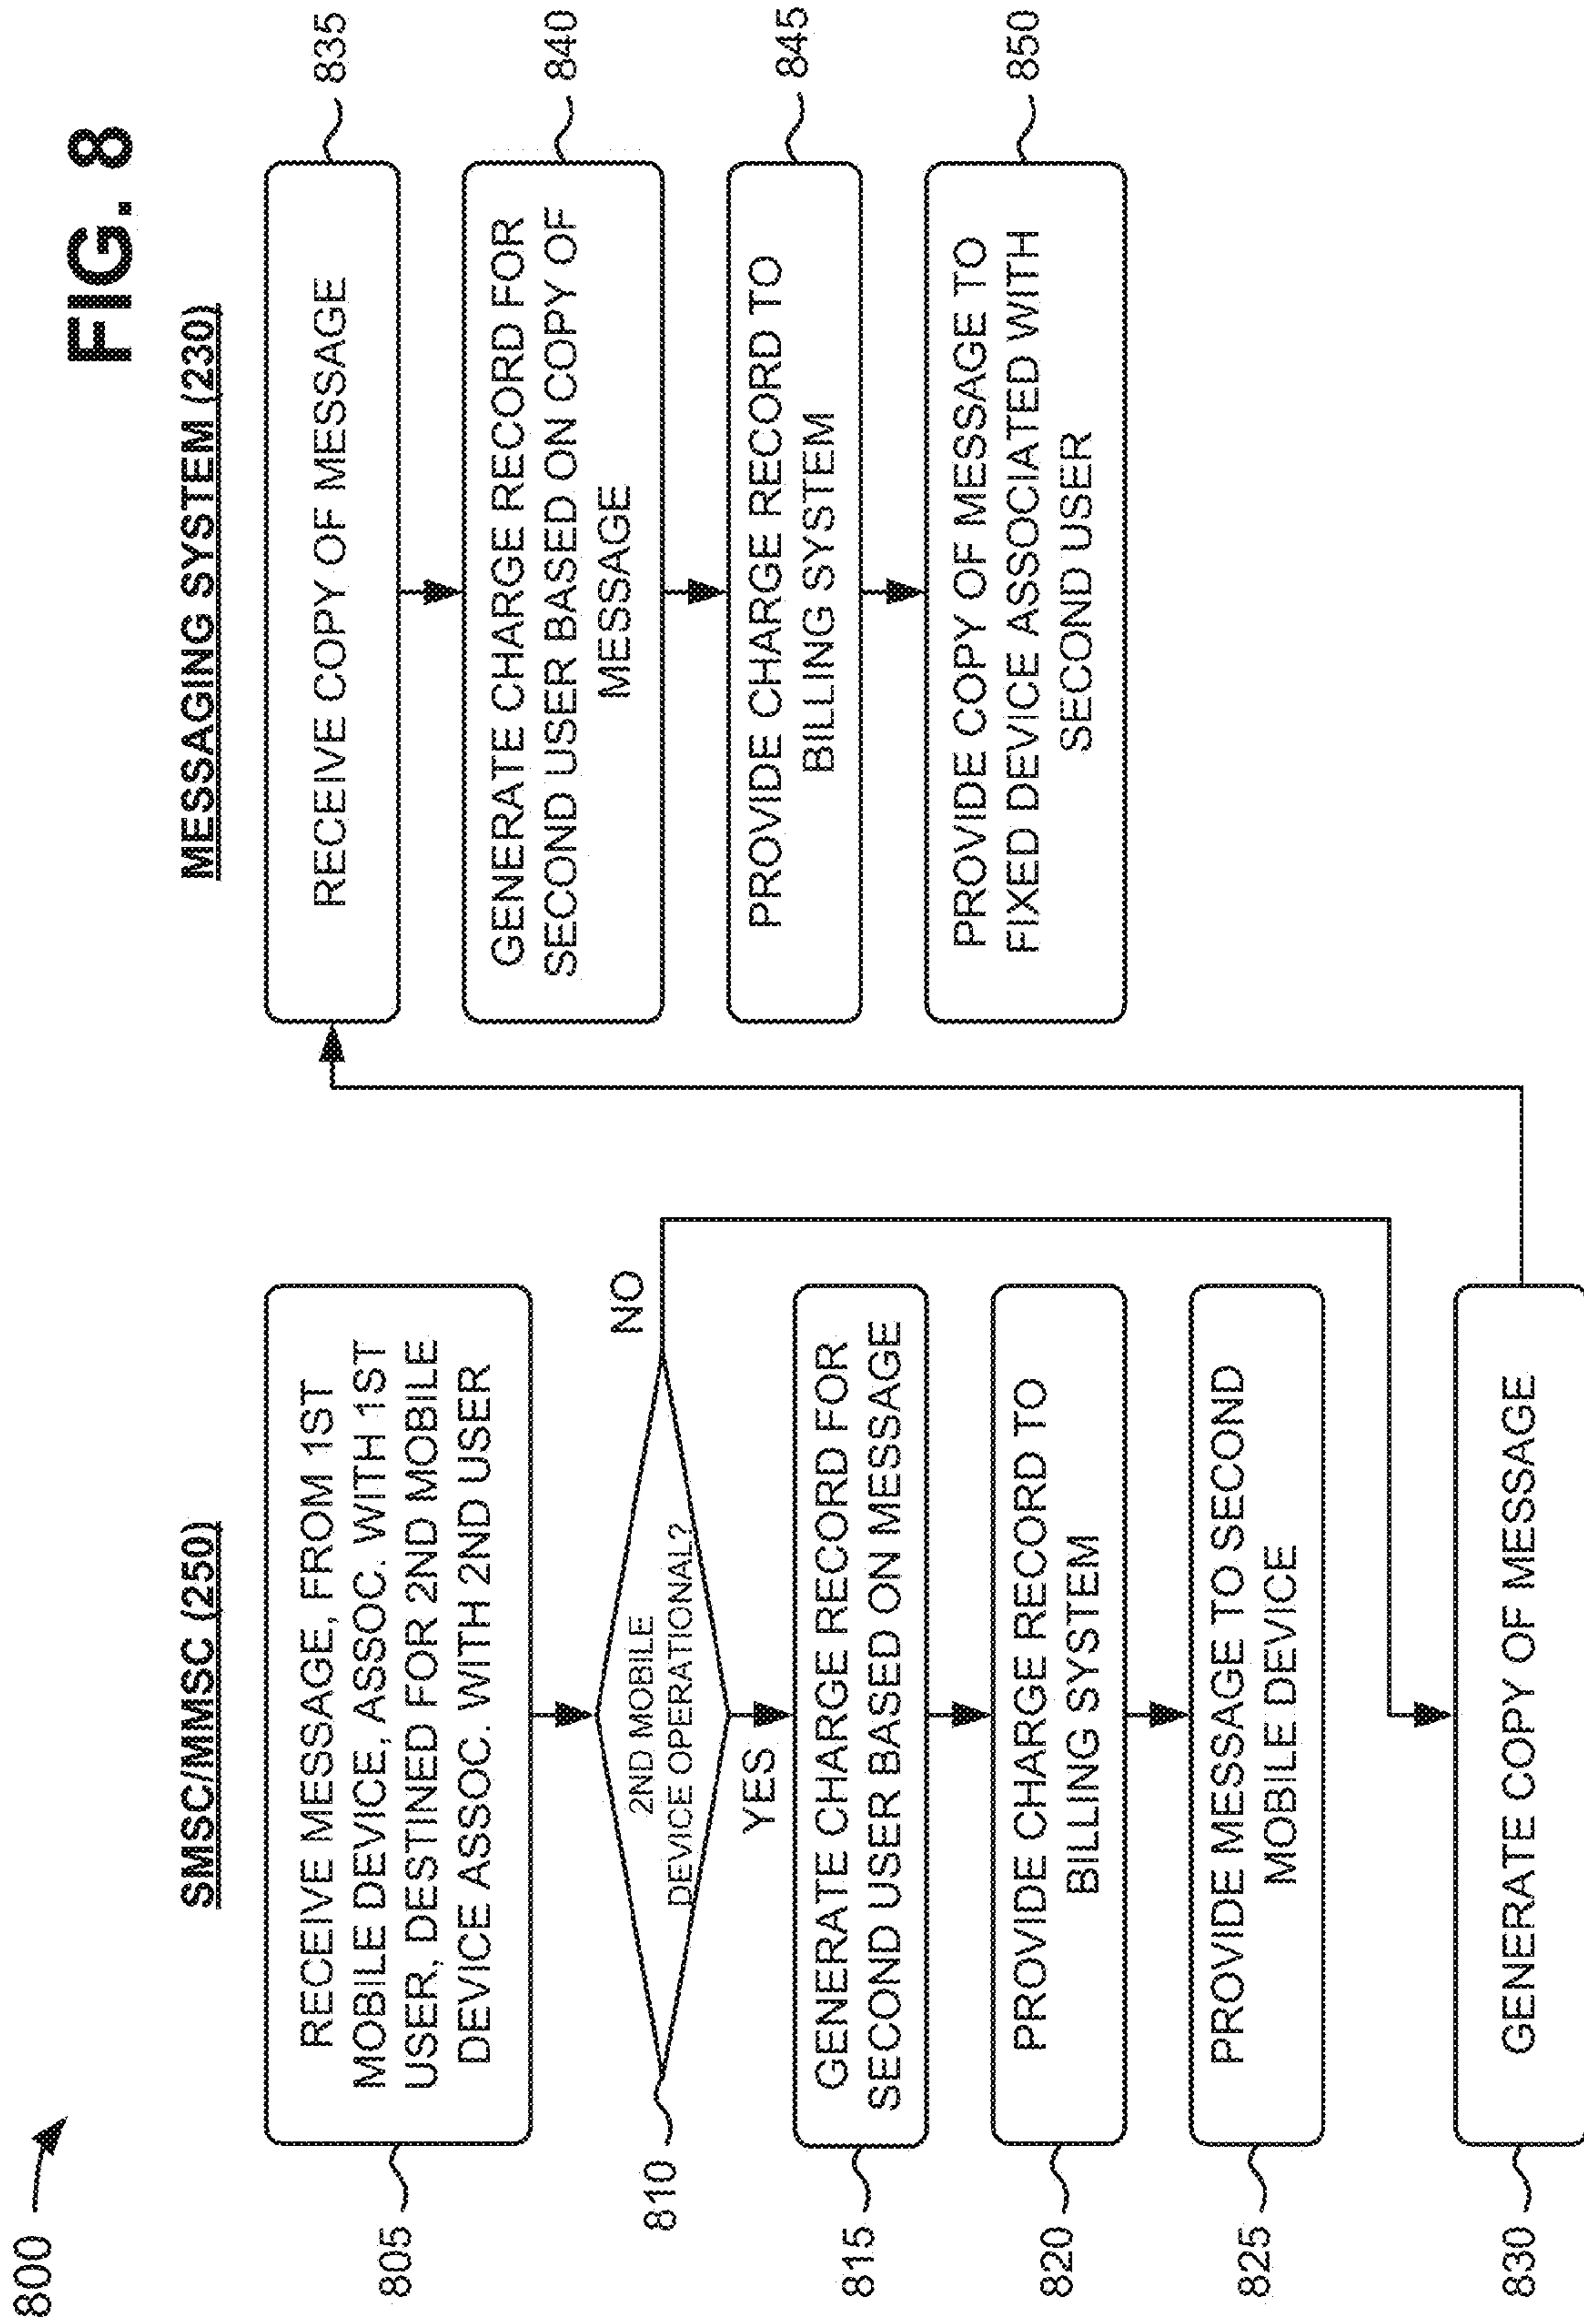 FIG. 8
800
SMSC/MMSC (250)
RECEIVE MESSAGE, FROM 1ST
MOBILE DEVICE, ASSOC. WITH 1ST
USER, DESTINED FOR 2ND MOBILE
DEVICE ASSOC. WITH 2ND USER
805
2ND MOBILE
DEVICE OPERATIONAL?
810
NO
YES
GENERATE CHARGE RECORD FOR
SECOND USER BASED ON MESSAGE
815
PROVIDE CHARGE RECORD TO
BILLING SYSTEM
820
PROVIDE MESSAGE TO SECOND
MOBILE DEVICE
825
GENERATE COPY OF MESSAGE
830
MESSAGING SYSTEM (230)
RECEIVE COPY OF MESSAGE
835
GENERATE CHARGE RECORD FOR
SECOND USER BASED ON COPY OF
MESSAGE
840
PROVIDE CHARGE RECORD TO
BILLING SYSTEM
845
PROVIDE COPY OF MESSAGE TO
FIXED DEVICE ASSOCIATED WITH
SECOND USER
850